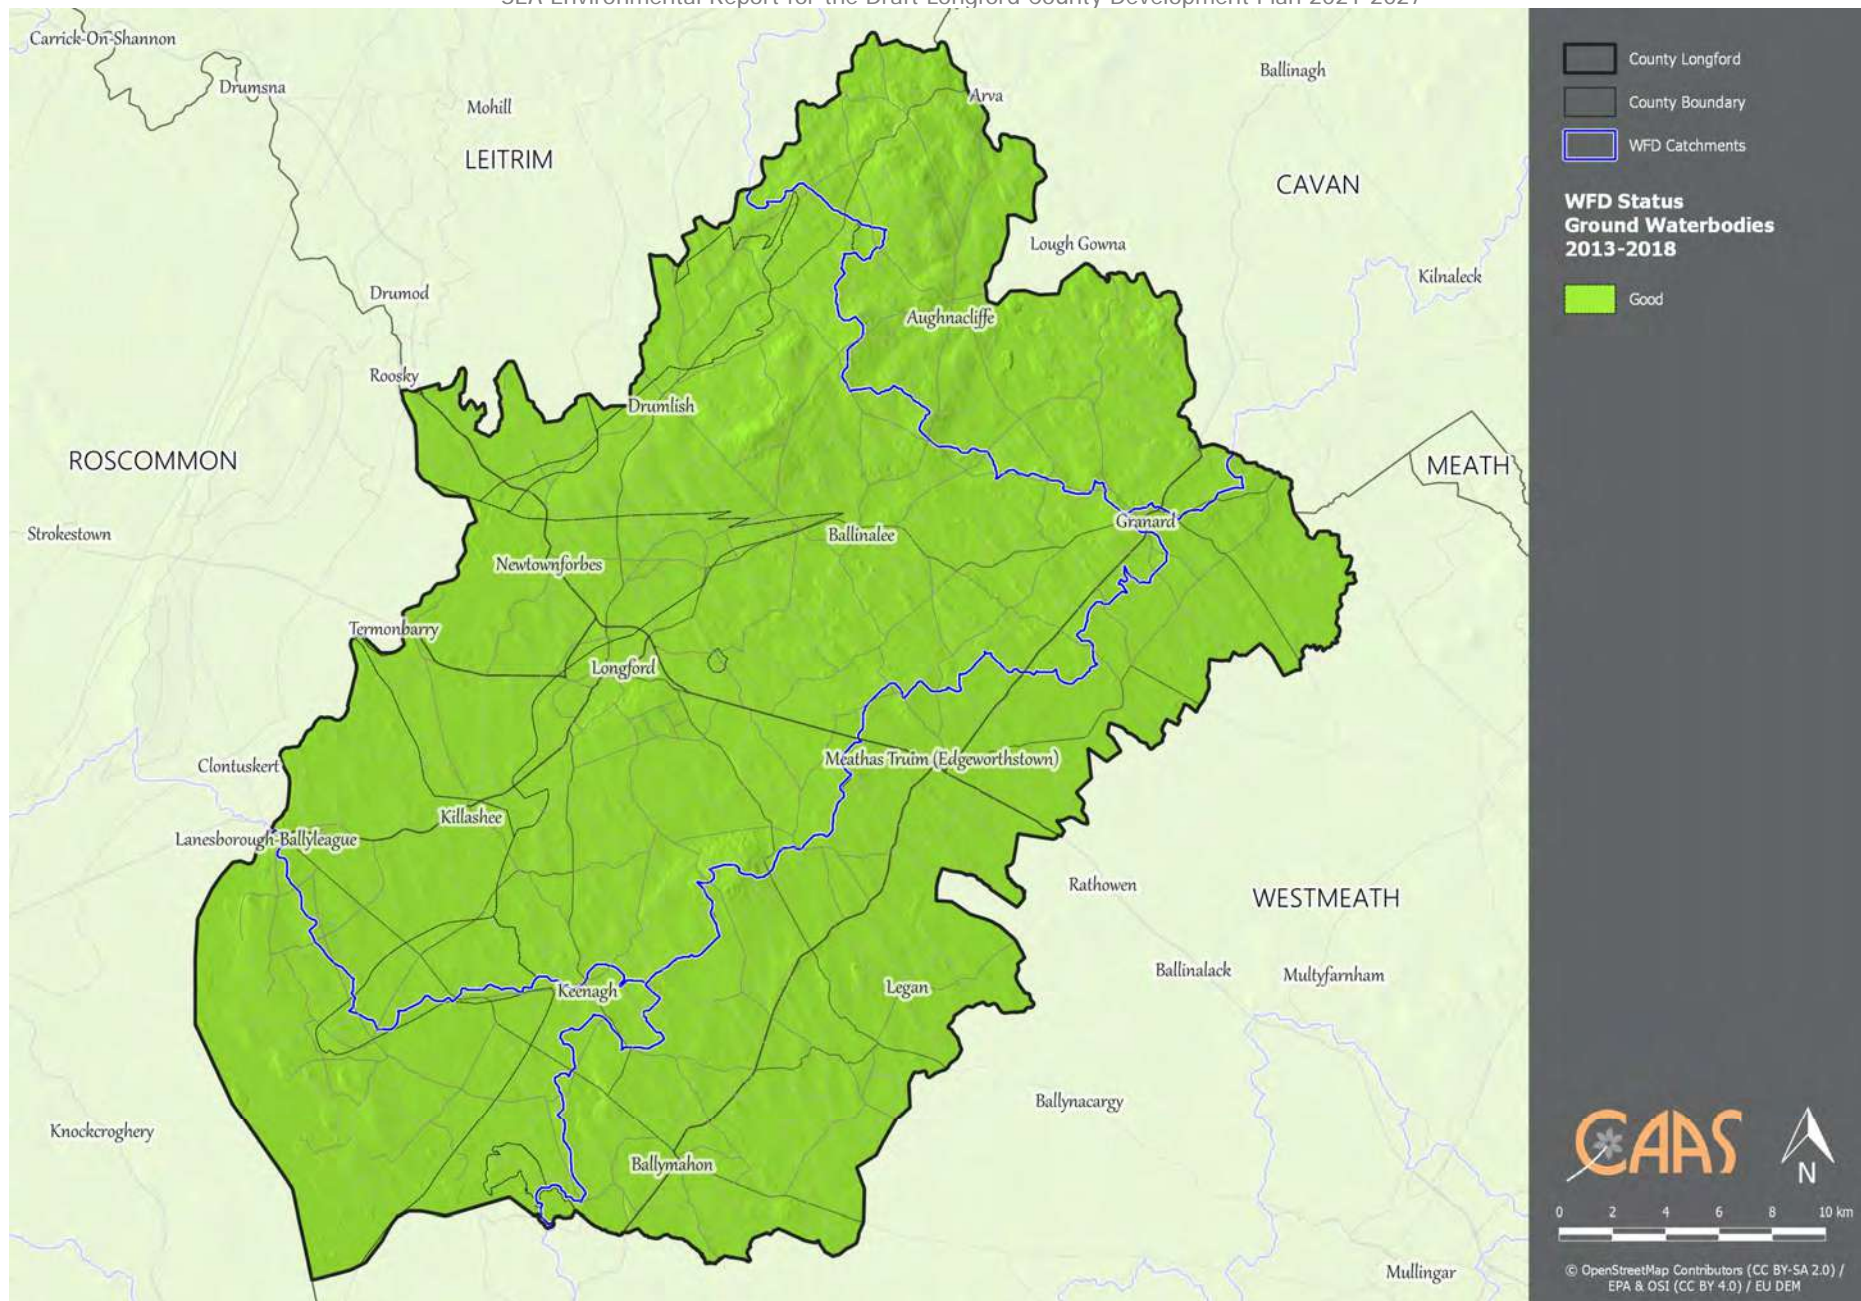 SEA Environmental Report for the Draft Longford County Development Plan 2021-2027
Carrick-On-Shannon
Drumsna
Mohill
LEITRIM
Arva
Ballinagh
CAVAN
Lough Gowna
Kilnaleck
Drumod
Aughnacliffe
Roosky
Drumlish
ROSCOMMON
MEATH
Strokestown
Granard
Ballinalee
Newtownforbes
Termonbarry
Longford
Meathas Truim (Edgeworthstown)
Clontuskert
Killashee
Lanesborough-Ballyleague
Rathowen
WESTMEATH
Ballinalack
Multyfarnham
Keenagh
Legan
Ballynacargy
Knockcroghery
Ballymahon
Mullingar
County Longford
County Boundary
WFD Catchments
WFD Status
Ground Waterbodies
2013-2018
Good
CAAS
N
0 2 4 6 8 10 km
© OpenStreetMap Contributors (CC BY-SA 2.0) /
EPA & OSI (CC BY 4.0) / EU DEM